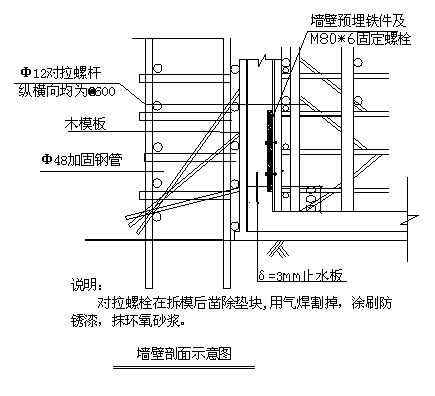 墙壁预埋铁件及
M80*6固定螺栓
Φ12对拉螺杆
纵横向均为@600
木模板
Φ48加固钢管
δ=3mm止水板
说明:
对拉螺栓在拆模后凿除垫块,用气焊割掉，涂刷防
锈漆，抹环氧砂浆。
墙壁剖面示意图